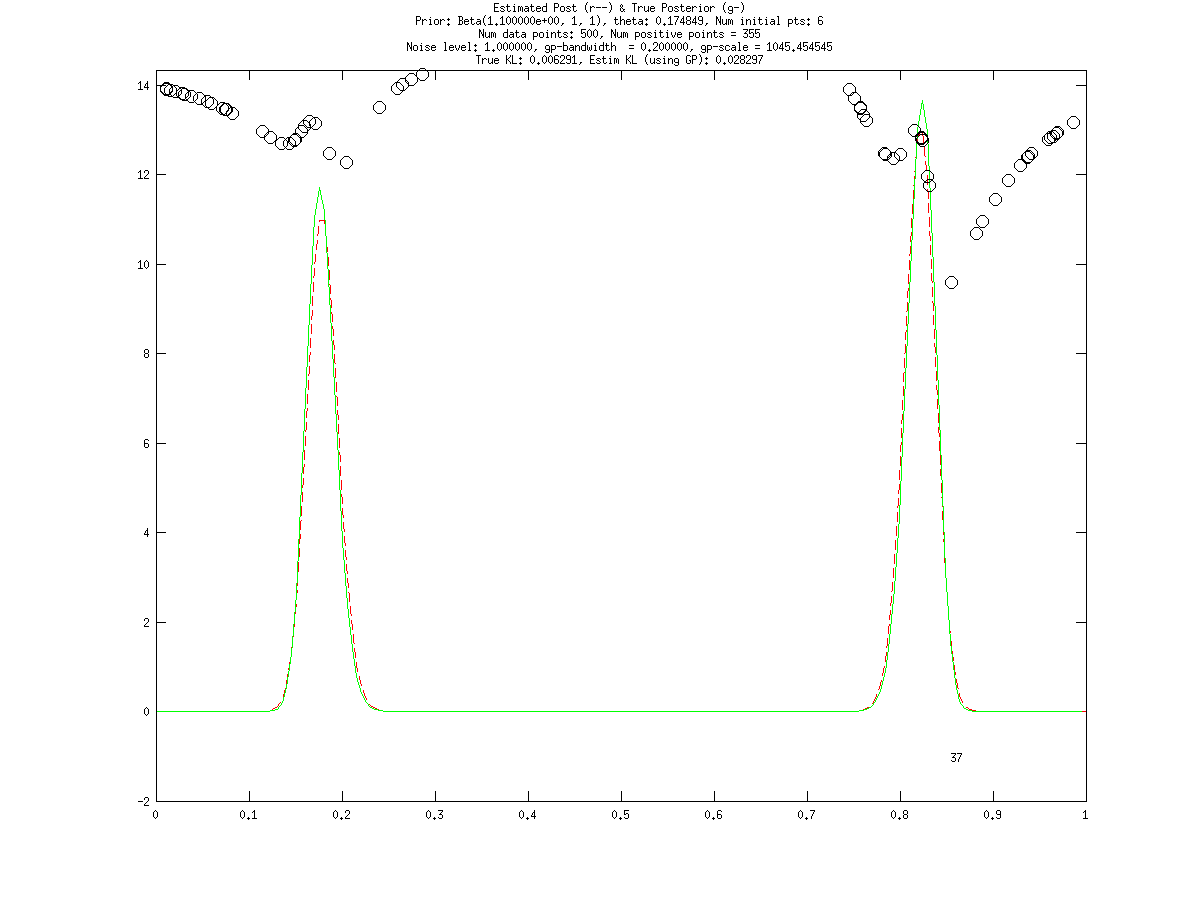 Estimated Post (r--) & True Posterior (g-)
Prior: Beta(1.100000e+00, 1, 1), theta: 0.174849, Num initial pts: 6
Num data points: 500, Num positive points = 355
Noise level: 1.000000, gp-bandwidth  = 0.200000, gp-scale = 1045.454545
True KL: 0.006291, Estim KL (using GP): 0.028297
14
12
10
8
6
4
2
0
37
-2
0 0.1 0.2 0.3 0.4 0.5 0.6 0.7 0.8 0.9 1